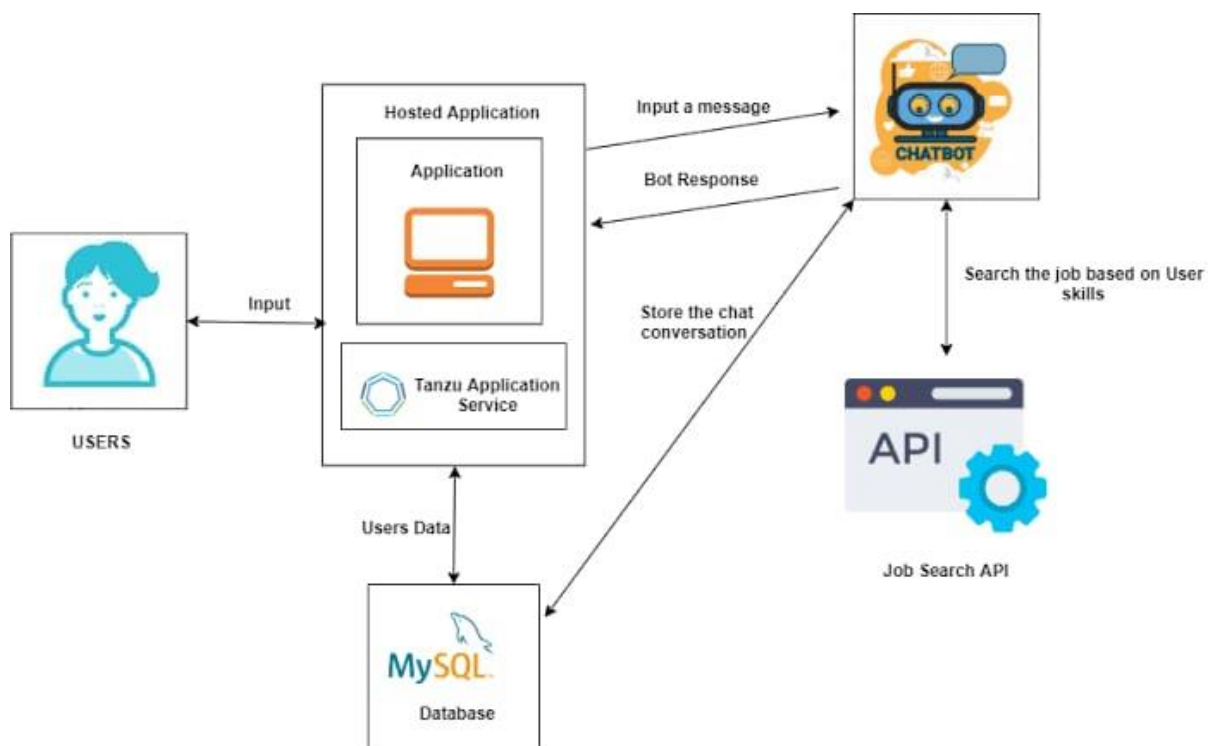 Hosted Application
Application
Tanzu Application
Service
Input a message
Bot Response
CHATBOT
Input
USERS
Store the chat
conversation
Search the job based on User
skills
API
Job Search API
Users Data
MySQL
Database